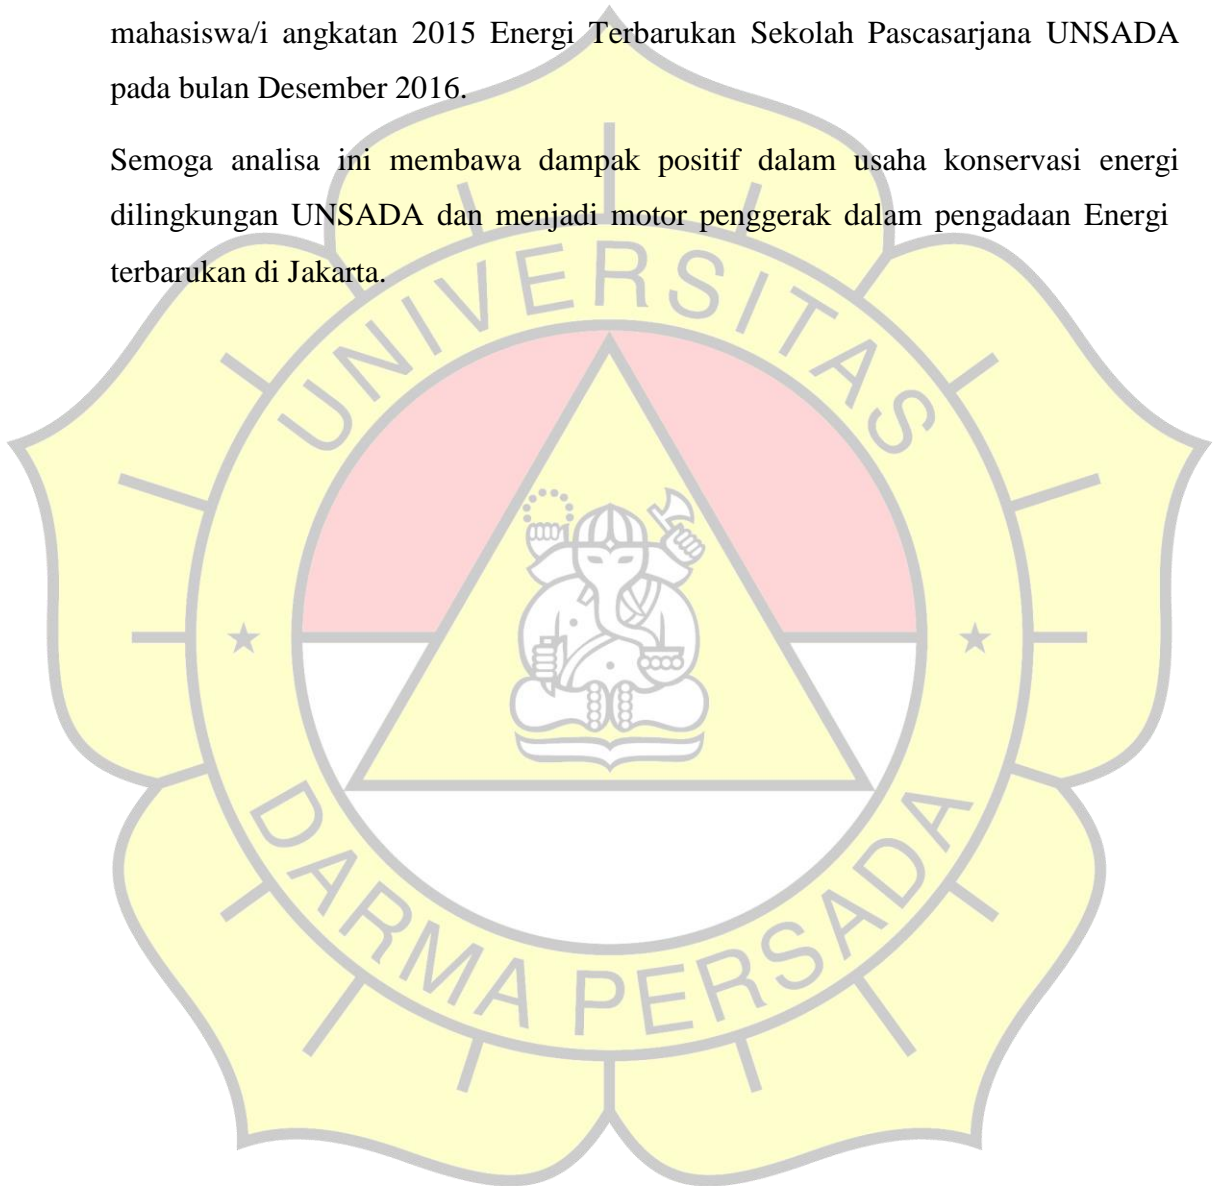 mahasiswa/i angkatan 2015 Energi Terbarukan Sekolah Pascasarjana UNSADA
pada bulan Desember 2016.
Semoga analisa ini membawa dampak positif dalam usaha konservasi energi
dilingkungan UNSADA dan menjadi motor penggerak dalam pengadaan Energi
terbarukan di Jakarta.
UNIVERSITAS
DARMA PERSADA